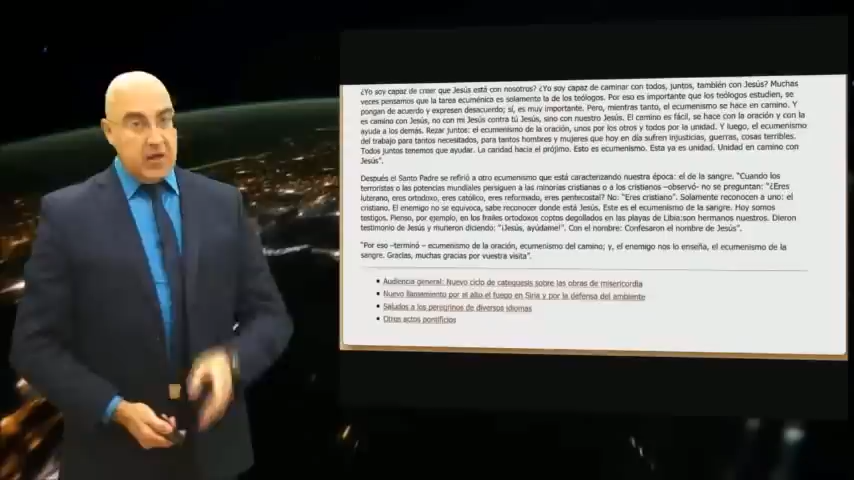 ¿Yo soy capaz de creer que Jesús está con nosotros? ¿Yo soy capaz de caminar con todos, juntos, también con Jesús? Muchas
veces pensamos que la tarea ecuménica es solamente la de los teólogos. Por eso es importante que los teólogos estudien, se
pongan de acuerdo y expresen desacuerdo; sí, es muy importante. Pero, mientras tanto, el ecumenismo se hace en camino. Y
es camino con Jesús, no con mi Jesús contra tú Jesús, sino con nuestro Jesús. El camino es fácil, se hace con la oración y con la
ayuda a los demás. Rezar juntos: el ecumenismo de la oración, unos por los otros y todos por la unidad. Y luego, el ecumenismo
del trabajo para tantos necesitados, para tantos hombres y mujeres que hoy en día sufren injusticias, guerras, cosas terribles.
Todos juntos tenemos que ayudar. La caridad hacia el prójimo. Esto es ecumenismo. Esta ya es unidad. Unidad en camino con
Jesús".
Después el Santo Padre se refirió a otro ecumenismo que está caracterizando nuestra época: el de la sangre. "Cuando los
terroristas o las potencias mundiales persiguen a las minorías cristianas o a los cristianos –observó- no se preguntan: "¿Eres
luterano, eres ortodoxo, eres católico, eres reformado, eres pentecostal? No: "Eres cristiano". Solamente reconocen a uno: el
cristiano. El enemigo no se equivoca, sabe reconocer donde está Jesús. Este es el ecumenismo de la sangre. Hoy somos
testigos. Pienso, por ejemplo, en los frailes ortodoxos coptos degollados en las playas de Libia:son hermanos nuestros. Dieron
testimonio de Jesús y murieron diciendo: "¡Jesús, ayúdame!". Con el nombre: Confesaron el nombre de Jesús".
"Por eso –terminó – ecumenismo de la oración, ecumenismo del camino; y, el enemigo nos lo enseña, el ecumenismo de la
sangre. Gracias, muchas gracias por vuestra visita".
Audiencia general: Nuevo ciclo de catequesis sobre las obras de misericordia
Nuevo llamamiento por el alto el fuego en Siria y por la defensa del ambiente
Saludos a los peregrinos de diversos idiomas
Otros actos pontificios